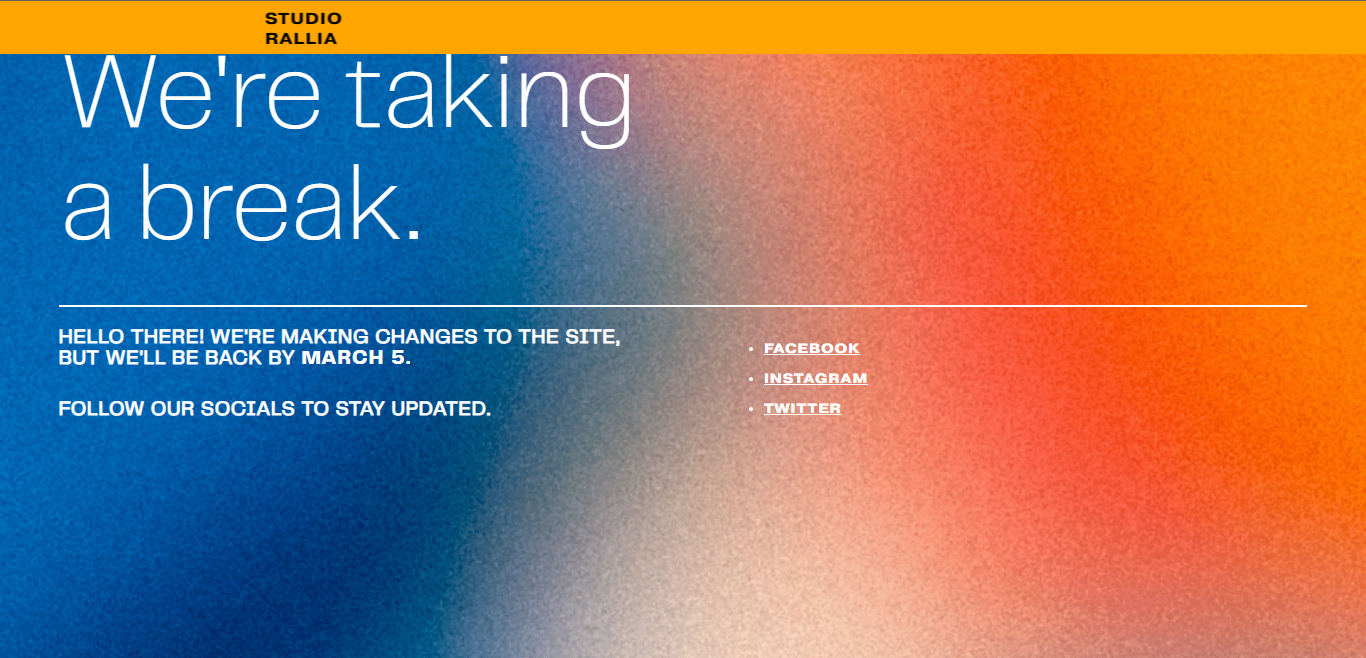 STUDIO
RALLIA
We're taking
a break.
HELLO THERE! WE'RE MAKING CHANGES TO THE SITE,
BUT WE'LL BE BACK BY MARCH 5.
FOLLOW OUR SOCIALS TO STAY UPDATED.
FACEBOOK
INSTAGRAM
TWITTER